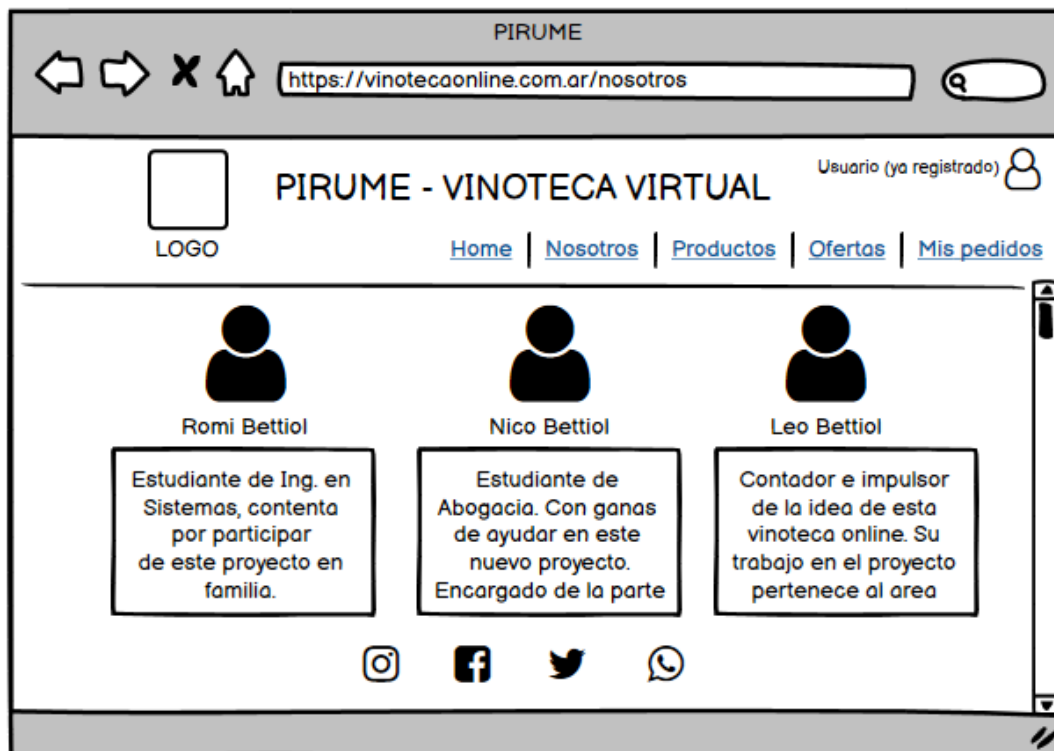 PIRUME
https://vinotecaonline.com.ar/nosotros
Usuario (ya registrado)
PIRUME - VINOTECA VIRTUAL
LOGO
Home Nosotros Productos Ofertas Mis pedidos
Romi Bettiol
Estudiante de Ing. en
Sistemas, contenta
por participar
de este proyecto en
familia.
Nico Bettiol
Estudiante de
Abogacia. Con ganas
de ayudar en este
nuevo proyecto.
Encargado de la parte
Leo Bettiol
Contador e impulsor
de la idea de esta
vinoteca online. Su
trabajo en el proyecto
pertenece al area